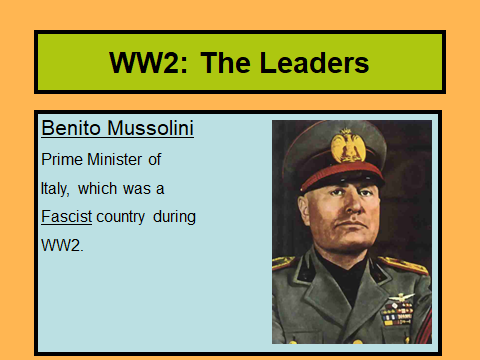 WW2: The Leaders
Benito Mussolini
Prime Minister of
Italy, which was a
Fascist country during
WW2.